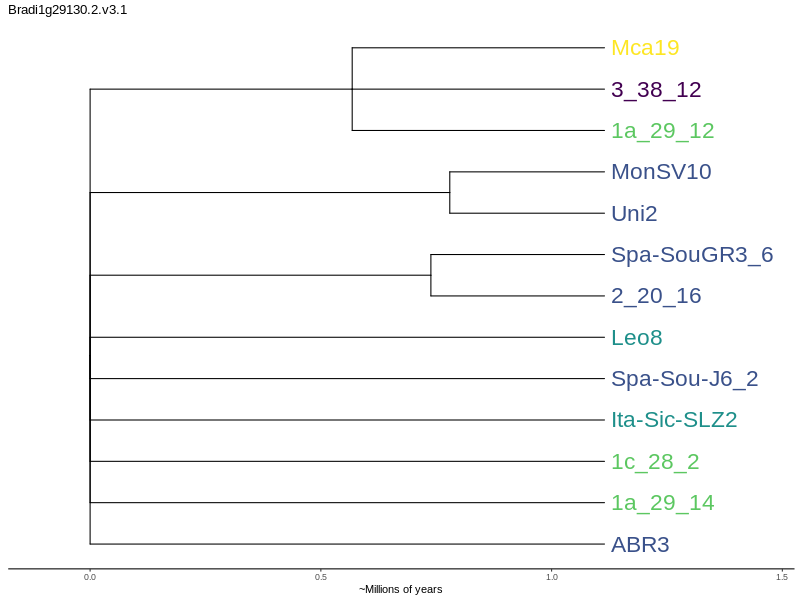 Bradi1g29130.2.v3.1
Mca19
3_38_12
1a_29_12
MonSV10
Uni2
Spa-SouGR3_6
2_20_16
Leo8
Spa-Sou-J6_2
Ita-Sic-SLZ2
1c_28_2
1a_29_14
ABR3
0.0 0.5 1.0 1.5
~Millions of years